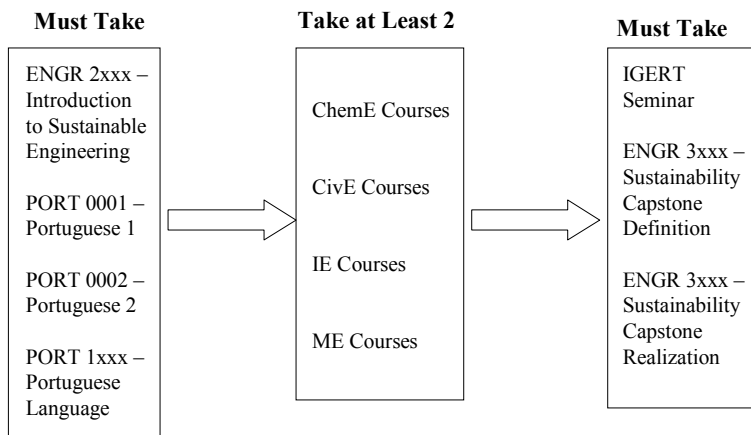 Must Take
ENGR 2xxx –
Introduction
to Sustainable
Engineering
PORT 0001 –
Portuguese 1
PORT 0002 –
Portuguese 2
PORT 1xxx –
Portuguese
Language
Take at Least 2
ChemE Courses
CivE Courses
IE Courses
ME Courses
Must Take
IGERT
Seminar
ENGR 3xxx –
Sustainability
Capstone
Definition
ENGR 3xxx –
Sustainability
Capstone
Realization